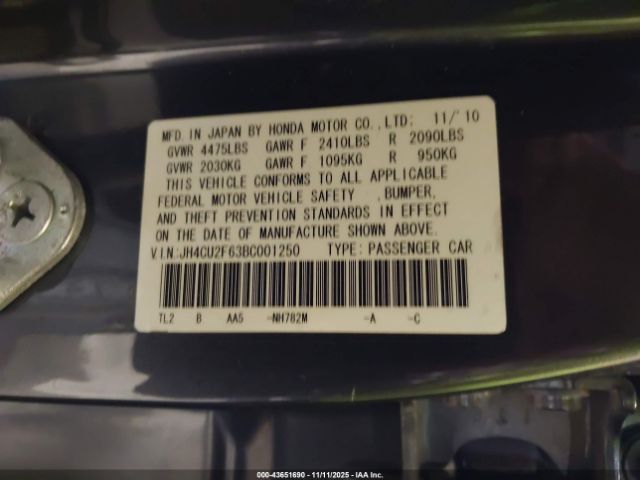 MFD. IN JAPAN BY HONDA MOTOR CO., LTD: 11/'10
GVWR 4475LBS GAWR F 2410LBS R 2090LBS
GVWR 2030KG GAWR F 1095KG R 950KG
THIS VEHICLE CONFORMS TO ALL APPLICABLE
FEDERAL MOTOR VEHICLE SAFETY ,BUMPER,
AND THEFT PREVENTION STANDARDS IN EFFECT
ON THE DATE OF MANUFACTURE SHOWN ABOVE.
V.I.N:JH4CU2F63BC001250 TYPE: PASSENGER CAR
TL2 B AA5 -NH782M -A -C
00-43651690 - 11/11/2025 - IAA Inc.